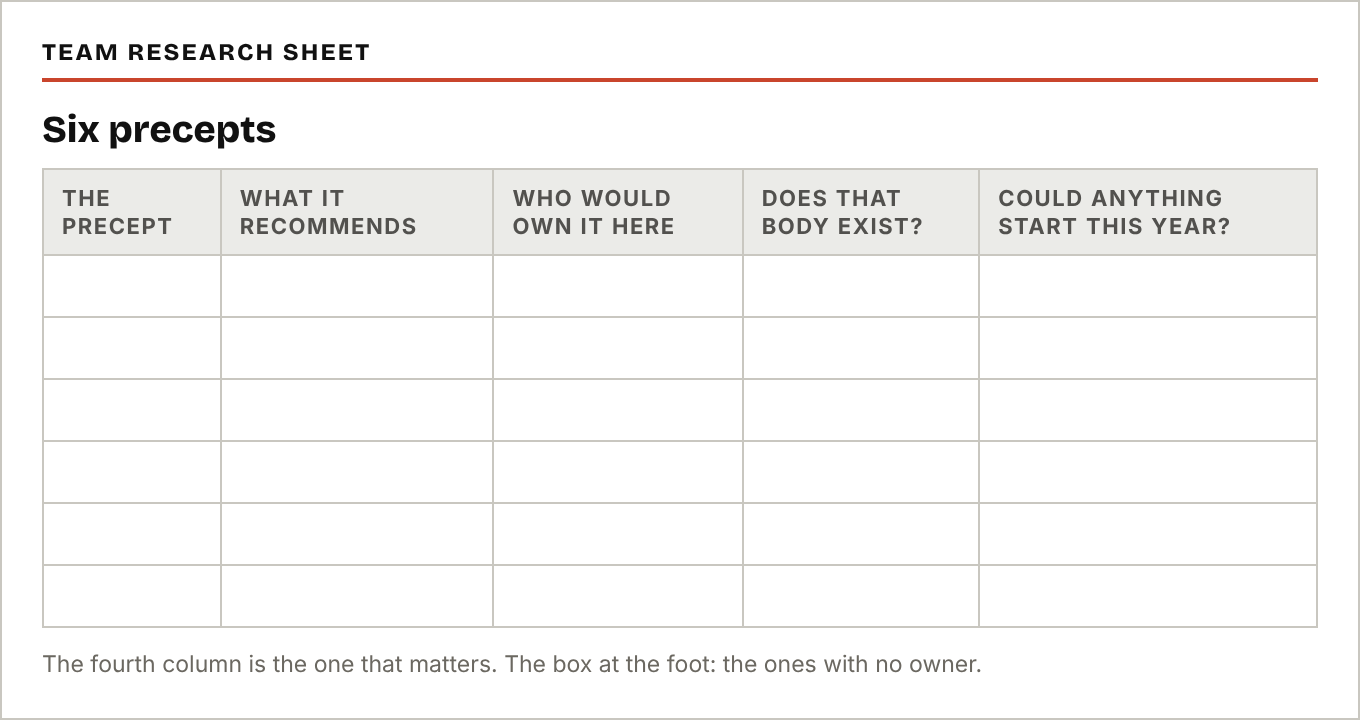 TEAM RESEARCH SHEET
Six precepts
THE
PRECEPT
WHAT IT
RECOMMENDS
WHO WOULD
OWN IT HERE
DOES THAT
BODY EXIST?
COULD ANYTHING
START THIS YEAR?
The fourth column is the one that matters. The box at the foot: the ones with no owner.